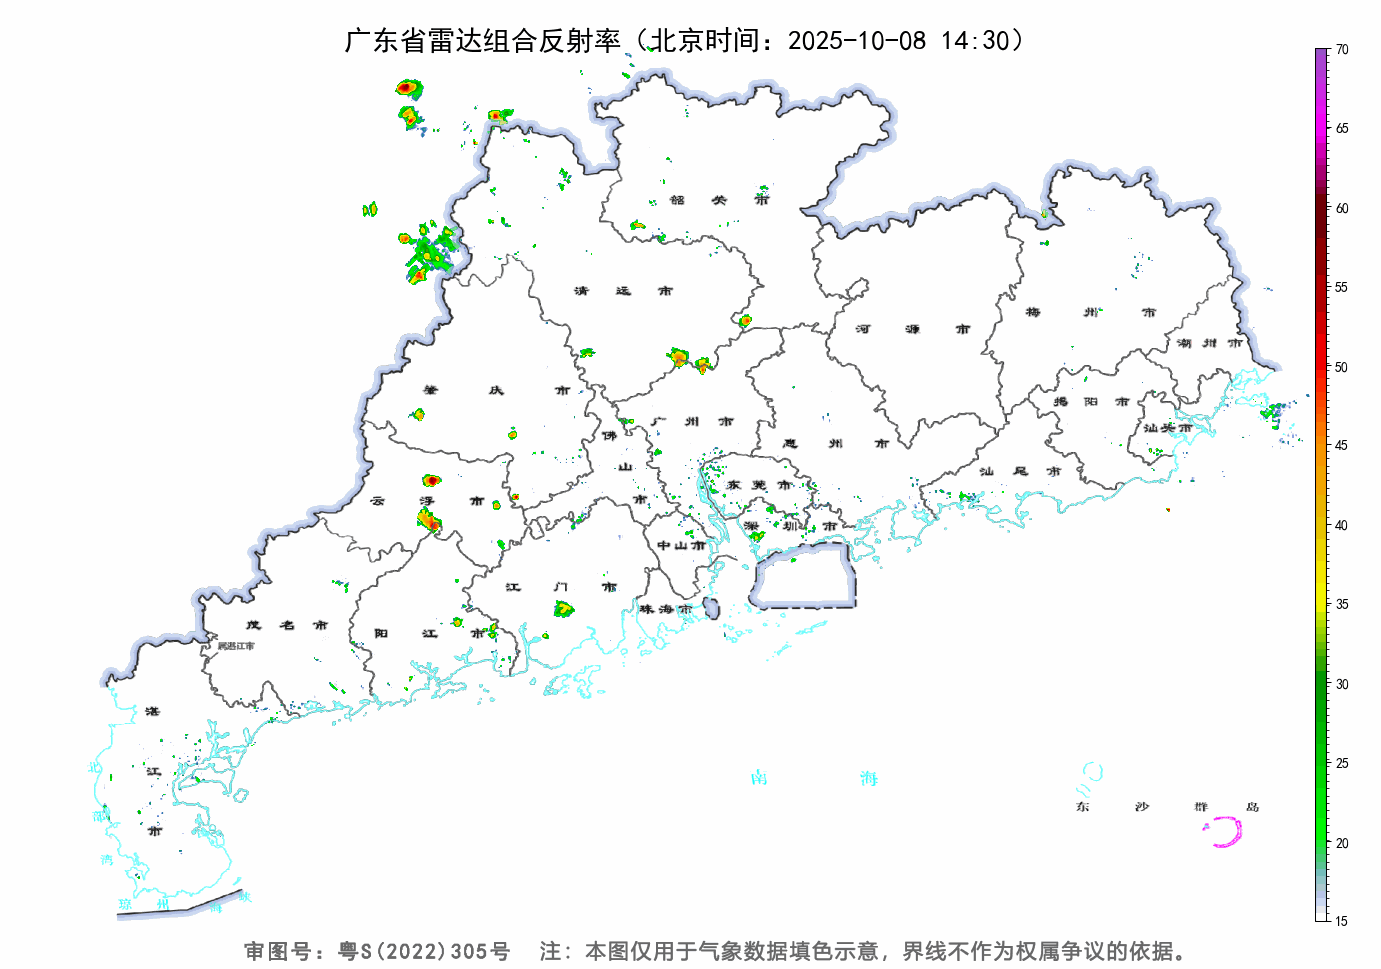 广东省雷达组合反射率（北京时间：2025-10-08 14:30）
70
65
60
55
50
45
40
35
30
25
20
15
韶关市
清远市
河源市
梅州市
潮州市
肇庆市
广州市
惠州市
揭阳市
汕头市
佛山市
东莞市
汕尾市
云浮市
深圳市
中山市
江门市
珠海市
茂名市
阳江市
属湛江市
湛江市
北部湾
琼州海峡
南海
东沙群岛
审图号：粤S(2022)305号 注：本图仅用于气象数据填色示意，界线不作为权属争议的依据。